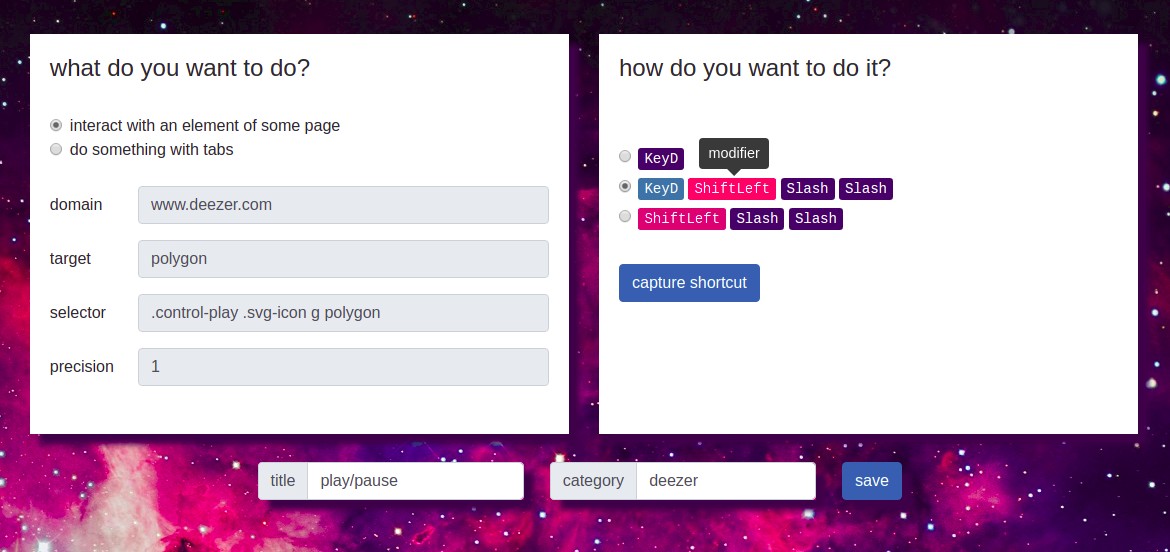 what do you want to do?
interact with an element of some page
do something with tabs
domain www.deezer.com
target polygon
selector .control-play .svg-icon g polygon
precision 1
how do you want to do it?
modifier
KeyD
KeyD ShiftLeft Slash Slash
ShiftLeft Slash Slash
capture shortcut
title play/pause category deezer save